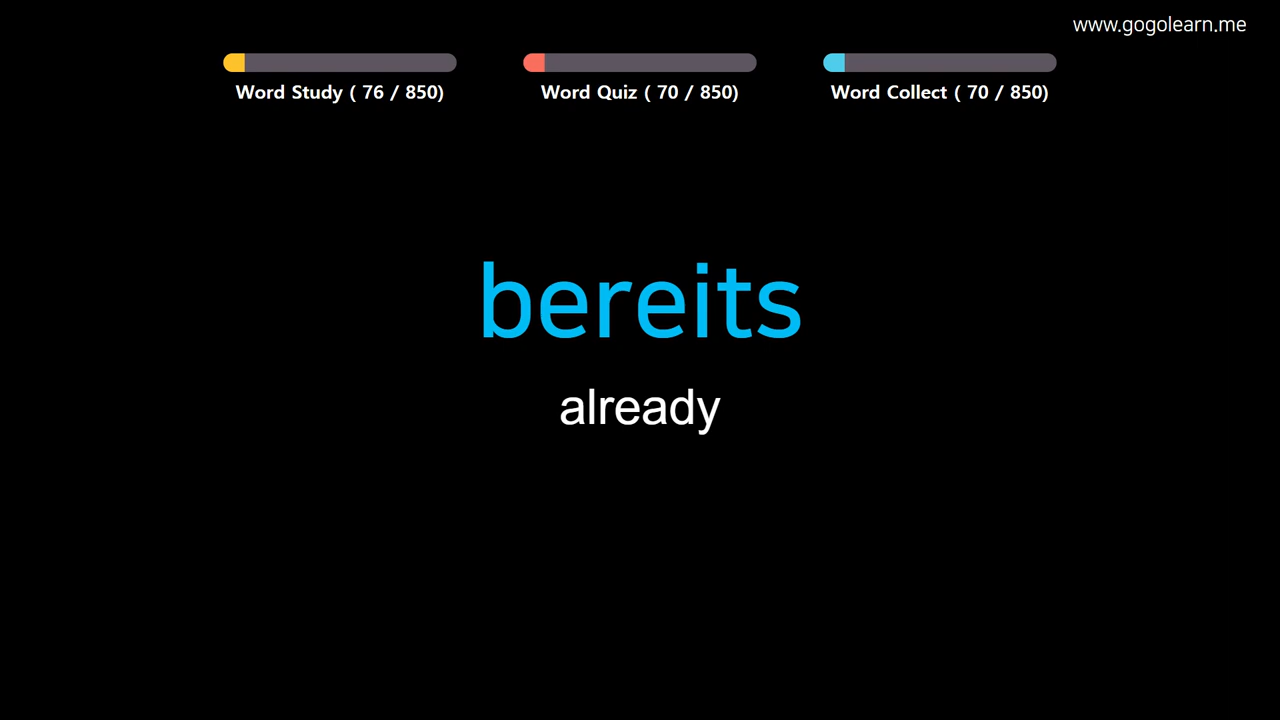 www.gogolearn.me
Word Study ( 76 / 850)
Word Quiz ( 70 / 850)
Word Collect ( 70 / 850)
bereits
already